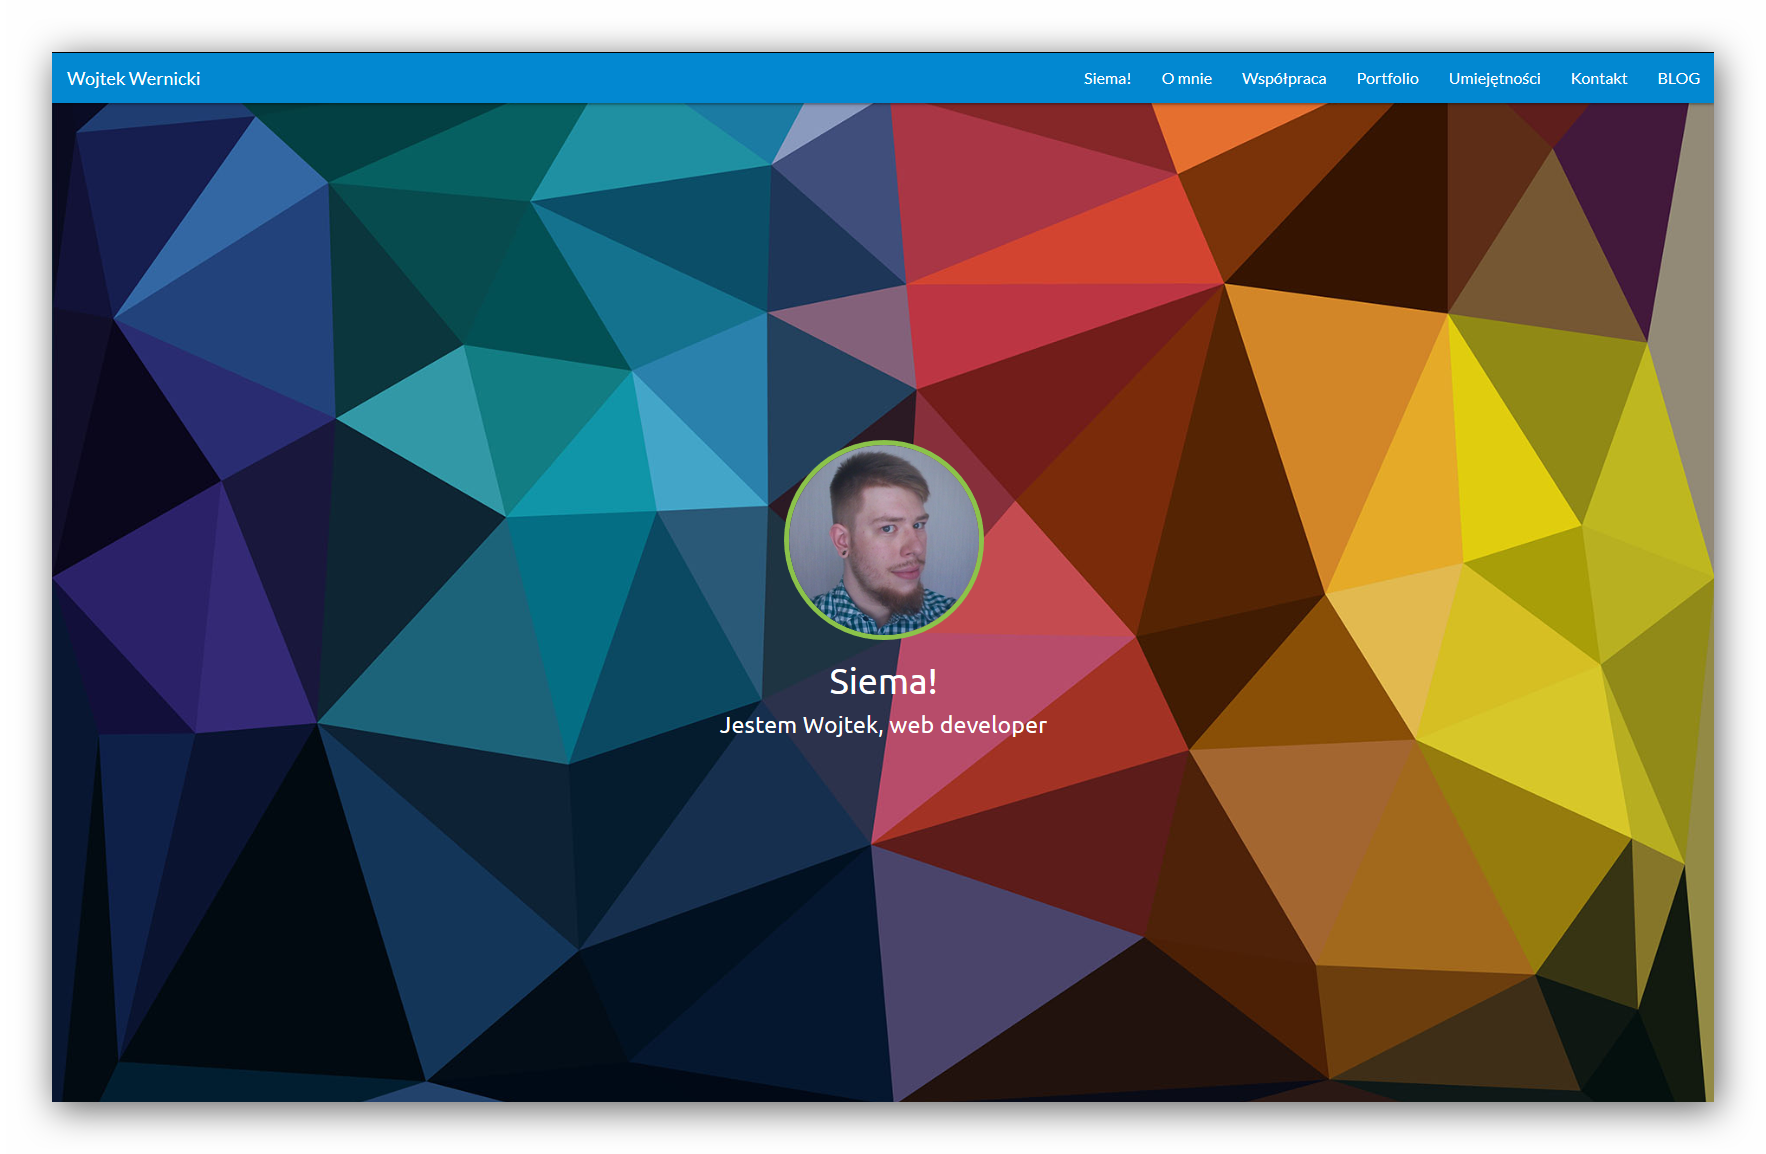 Wojtek Wernicki
Siema! O mnie Współpraca Portfolio Umiejętności Kontakt BLOG
Siema!
Jestem Wojtek, web developer